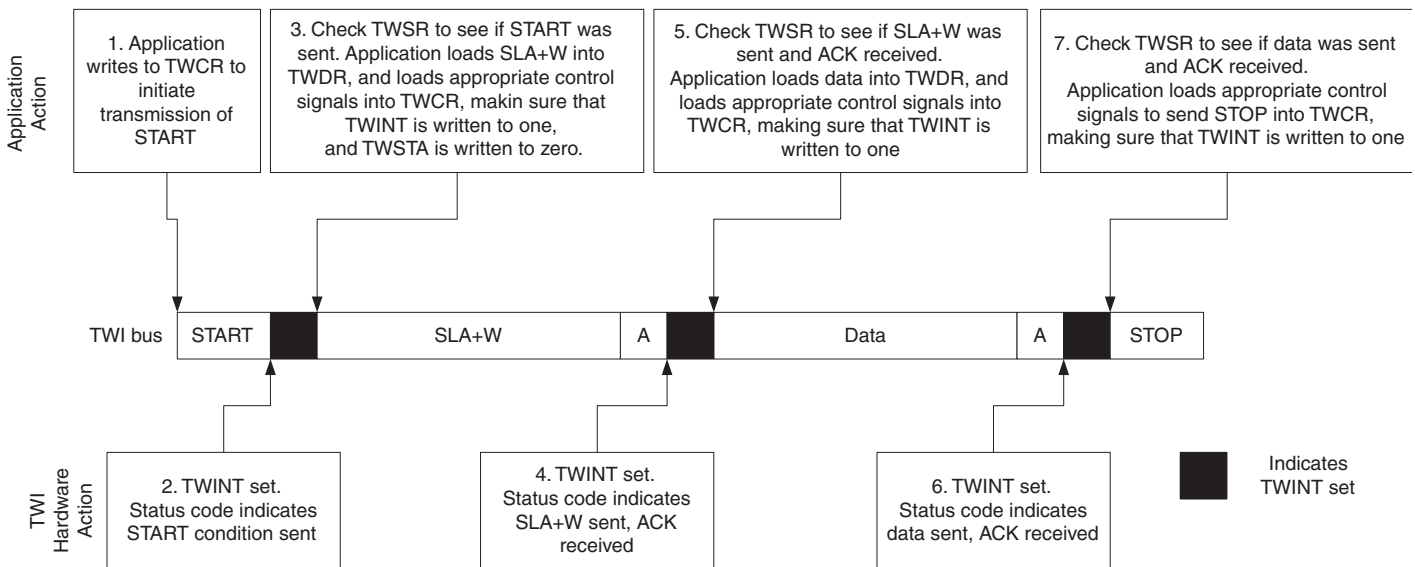 Application
Action
1. Application
writes to TWCR to
initiate
transmission of
START
3. Check TWSR to see if START was
sent. Application loads SLA+W into
TWDR, and loads appropriate control
signals into TWCR, makin sure that
TWINT is written to one,
and TWSTA is written to zero.
5. Check TWSR to see if SLA+W was
sent and ACK received.
Application loads data into TWDR, and
loads appropriate control signals into
TWCR, making sure that TWINT is
written to one
7. Check TWSR to see if data was sent
and ACK received.
Application loads appropriate control
signals to send STOP into TWCR,
making sure that TWINT is written to one
TWI bus
START
SLA+W
A
Data
A
STOP
TWI
Hardware
Action
2. TWINT set.
Status code indicates
START condition sent
4. TWINT set.
Status code indicates
SLA+W sent, ACK
received
6. TWINT set.
Status code indicates
data sent, ACK received
Indicates
TWINT set